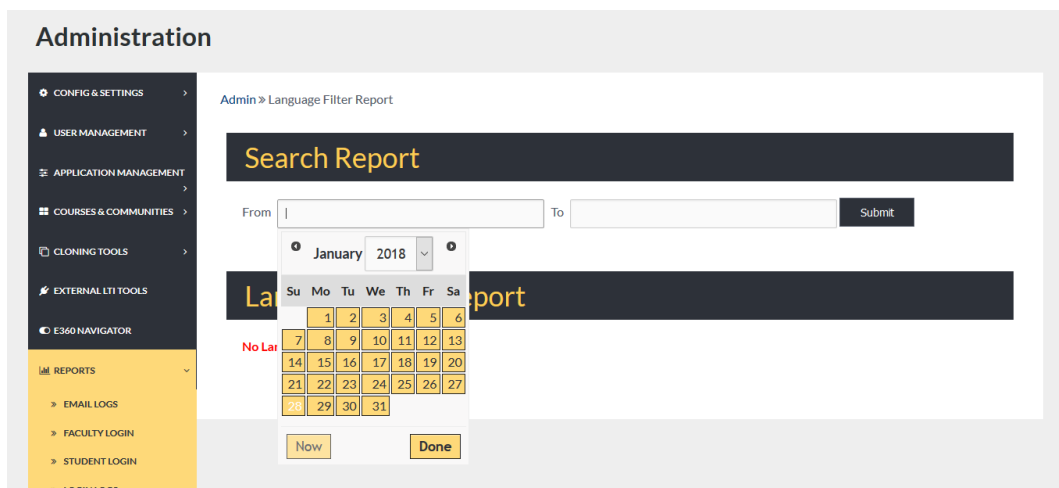 Administration
CONFIG & SETTINGS
USER MANAGEMENT
APPLICATION MANAGEMENT
COURSES & COMMUNITIES
CLONING TOOLS
EXTERNAL LTI TOOLS
E360 NAVIGATOR
REPORTS
» EMAIL LOGS
» FACULTY LOGIN
» STUDENT LOGIN
Admin » Language Filter Report
Search Report
From To Submit
January 2018
Su Mo Tu We Th Fr Sa
1 2 3 4 5 6
7 8 9 10 11 12 13
14 15 16 17 18 19 20
21 22 23 24 25 26 27
28 29 30 31
Now Done
La port
No Lar